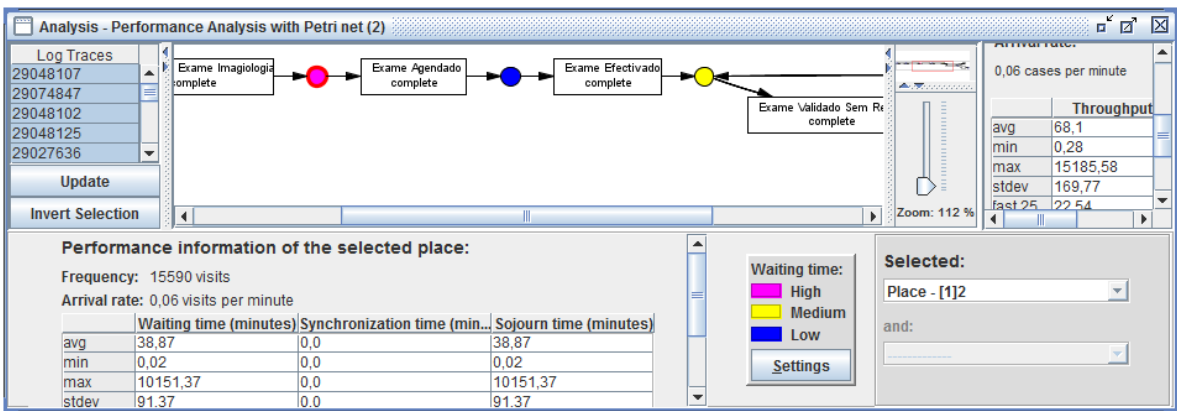 Analysis - Performance Analysis with Petri net (2)
Log Traces
29048107
29074847
29048102
29048125
29027636
Update
Invert Selection
Exame Imagiologia
complete
Exame Agendado
complete
Exame Efectivado
complete
Exame Validado Sem Re
complete
Zoom: 112 %
Arrival rate:
0,06 cases per minute
Throughput
avg 68,1
min 0,28
max 15185,58
stdev 169,77
fast 25 22,54
Performance information of the selected place:
Frequency: 15590 visits
Arrival rate: 0,06 visits per minute
Waiting time (minutes) Synchronization time (min... Sojourn time (minutes)
avg 38,87 0,0 38,87
min 0,02 0,0 0,02
max 10151,37 0,0 10151,37
stdev 91,37 0,0 91,37
Waiting time:
High
Medium
Low
Settings
Selected:
Place - [1]2
and:
-------------